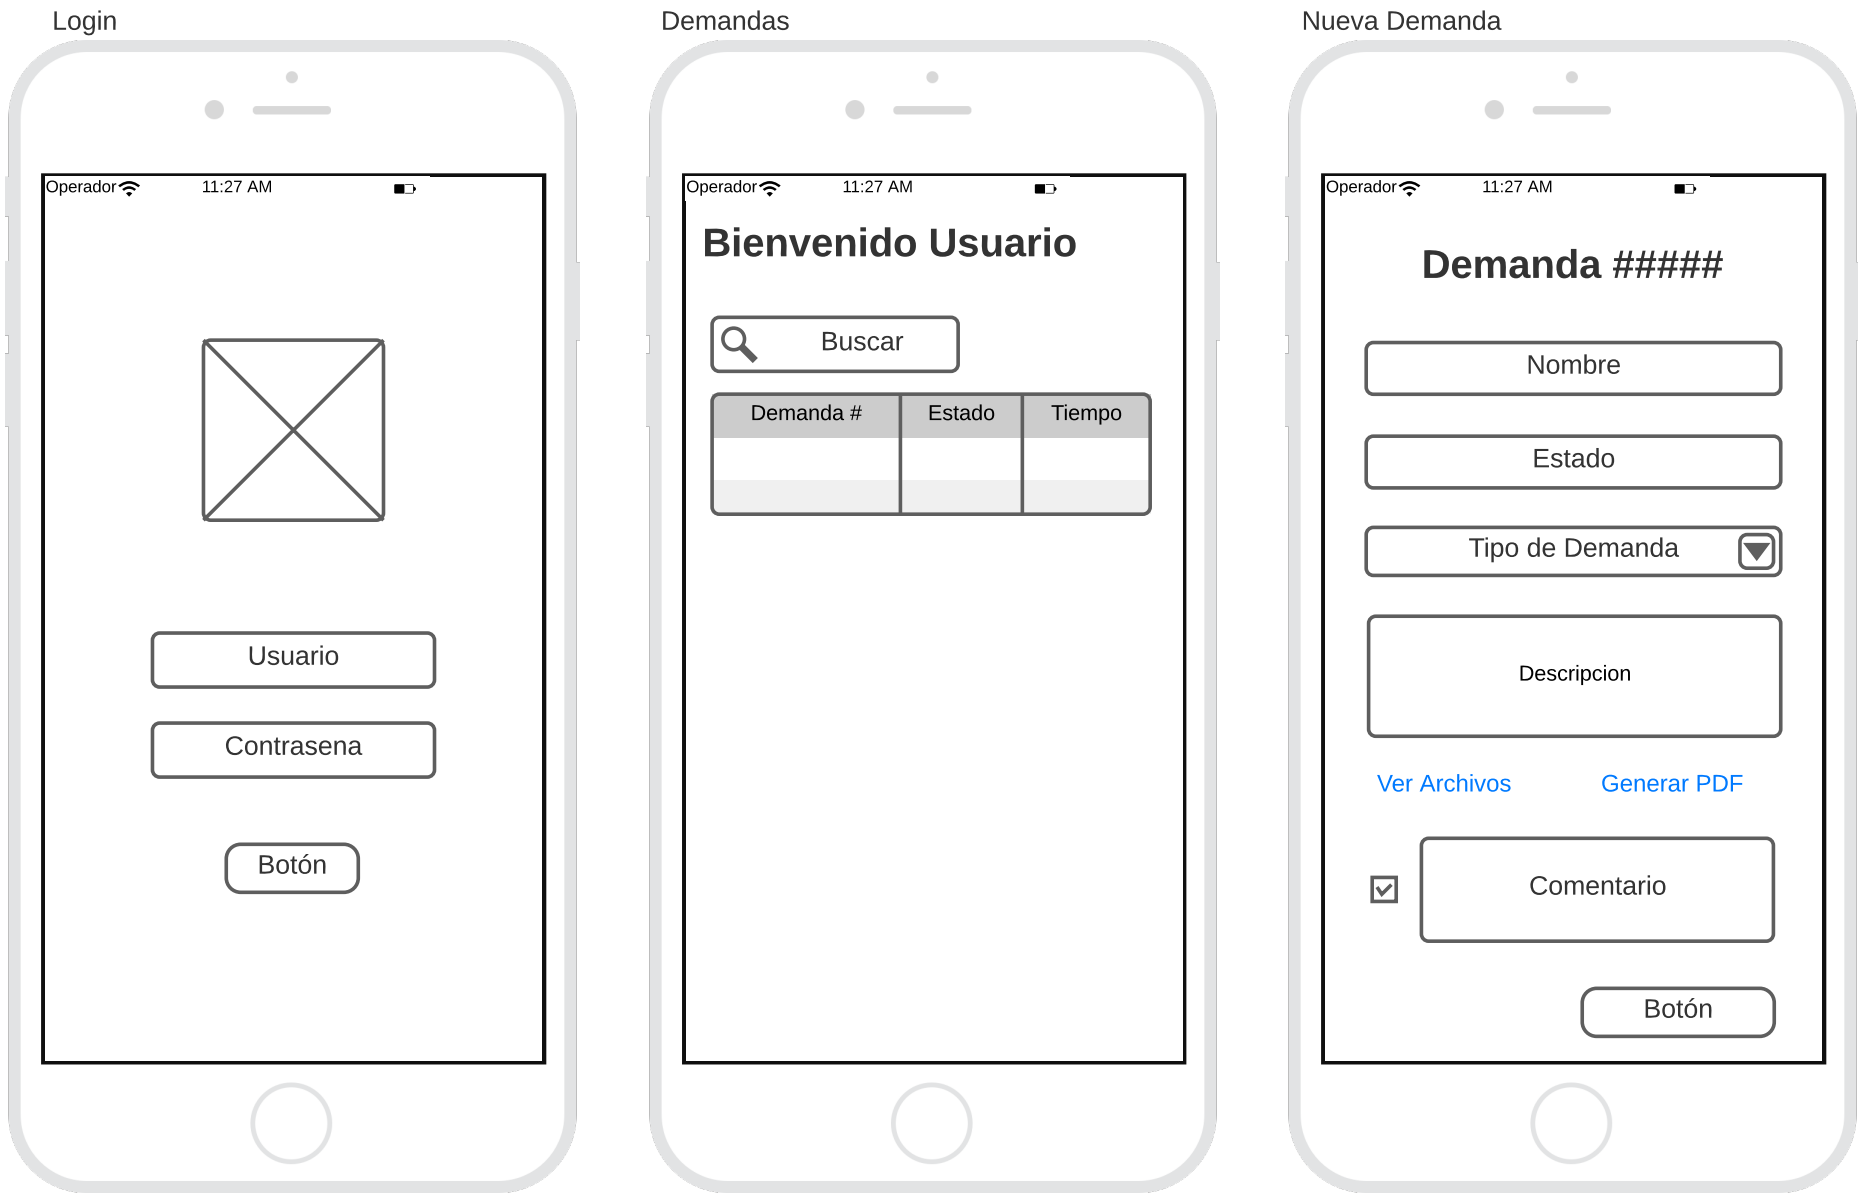 Login
Operador 11:27 AM
Usuario
Contrasena
Botón
Demandas
Operador 11:27 AM
Bienvenido Usuario
Buscar
Demanda # Estado Tiempo
Nueva Demanda
Operador 11:27 AM
Demanda #####
Nombre
Estado
Tipo de Demanda
Descripcion
Ver Archivos Generar PDF
Comentario
Botón